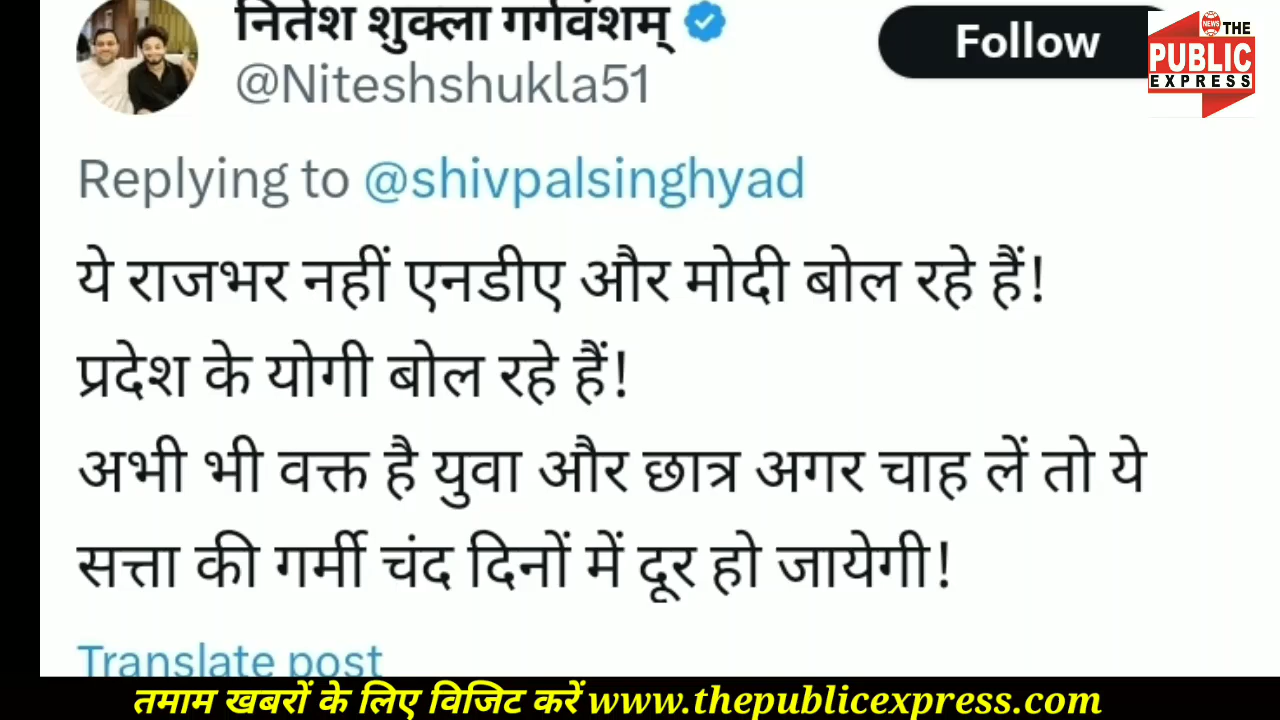 नितेश शुक्ला गर्गवंशम्
Follow
@Niteshshukla51
NEWS THE
PUBLIC
EXPRESS
Replying to @shivpalsinghyad
ये राजभर नहीं एनडीए और मोदी बोल रहे हैं!
प्रदेश के योगी बोल रहे हैं!
अभी भी वक्त है युवा और छात्र अगर चाह लें तो ये
सत्ता की गर्मी चंद दिनों में दूर हो जायेगी!
Translate post
तमाम खबरों के लिए विजिट करें www.thepublicexpress.com